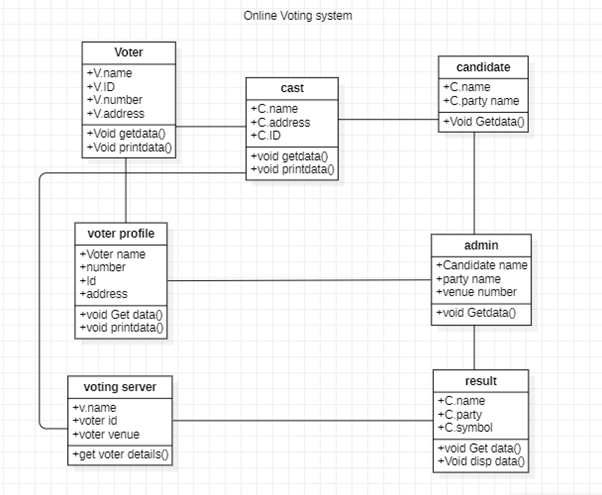 Online Voting system
Voter
+V.name
+V.ID
+V.number
+V.address
+Void getdata()
+Void printdata()
cast
+C.name
+C.address
+C.ID
+void getdata()
+void printdata()
candidate
+C.name
+C.party name
+Void Getdata()
voter profile
+Voter name
+number
+Id
+address
+void Get data()
+void printdata()
admin
+Candidate name
+party name
+venue number
+void Getdata()
voting server
+v.name
+voter id
+voter venue
+get voter details()
result
+C.name
+C.party
+C.symbol
+void Get data()
+Void disp data()